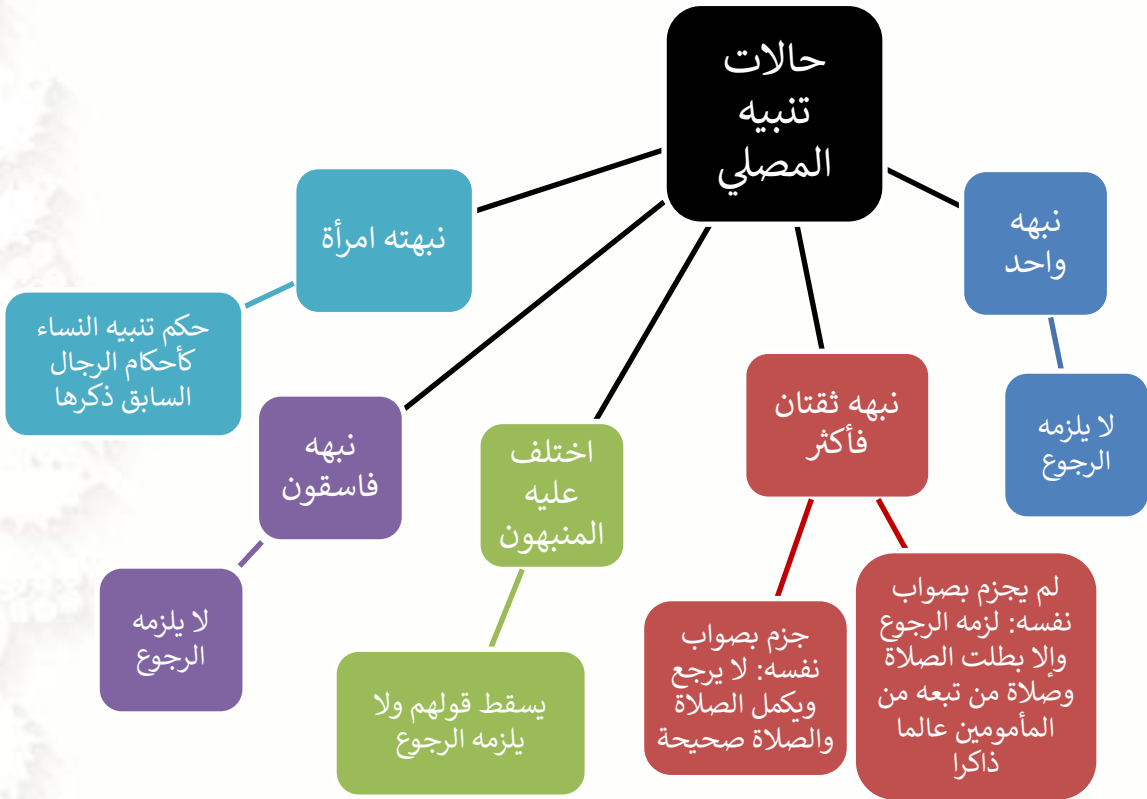 حالات
تنبيه
المصلي
نبهه
واحد
لا يلزمه
الرجوع
نبهه ثقتان
فأكثر
لم يجزم بصواب
نفسه: لزمه الرجوع
وإلا بطلت الصلاة
وصلاة من تبعه من
المأمومين عالما
ذاكرا
جزم بصواب
نفسه: لا يرجع
ويكمل الصلاة
والصلاة صحيحة
اختلف
عليه
المنبهون
يسقط قولهم ولا
يلزمه الرجوع
نبهه
فاسقون
لا يلزمه
الرجوع
نبهته امرأة
حكم تنبيه النساء
كأحكام الرجال
السابق ذكرها